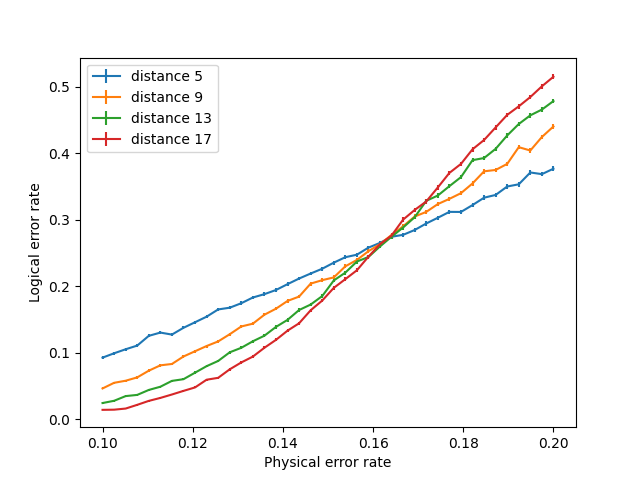 distance 5
distance 9
distance 13
distance 17
Logical error rate
0.5
0.4
0.3
0.2
0.1
0.0
0.10 0.12 0.14 0.16 0.18 0.20
Physical error rate